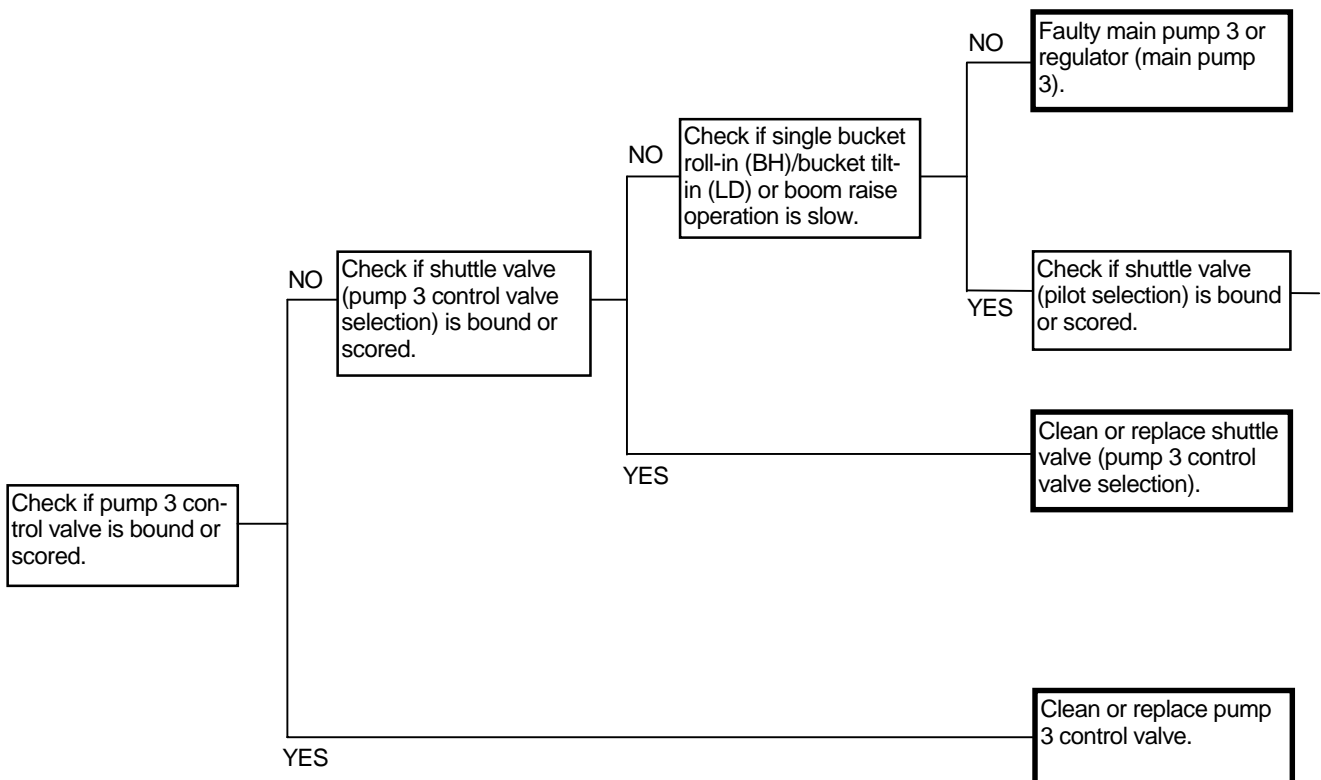 NO
Faulty main pump 3 or
regulator (main pump
3).
NO
Check if single bucket
roll-in (BH)/bucket tilt-
in (LD) or boom raise
operation is slow.
NO
Check if shuttle valve
(pump 3 control valve
selection) is bound or
scored.
YES
Check if shuttle valve
(pilot selection) is bound
or scored.
YES
Clean or replace shuttle
valve (pump 3 control
valve selection).
Check if pump 3 con-
trol valve is bound or
scored.
YES
Clean or replace pump
3 control valve.